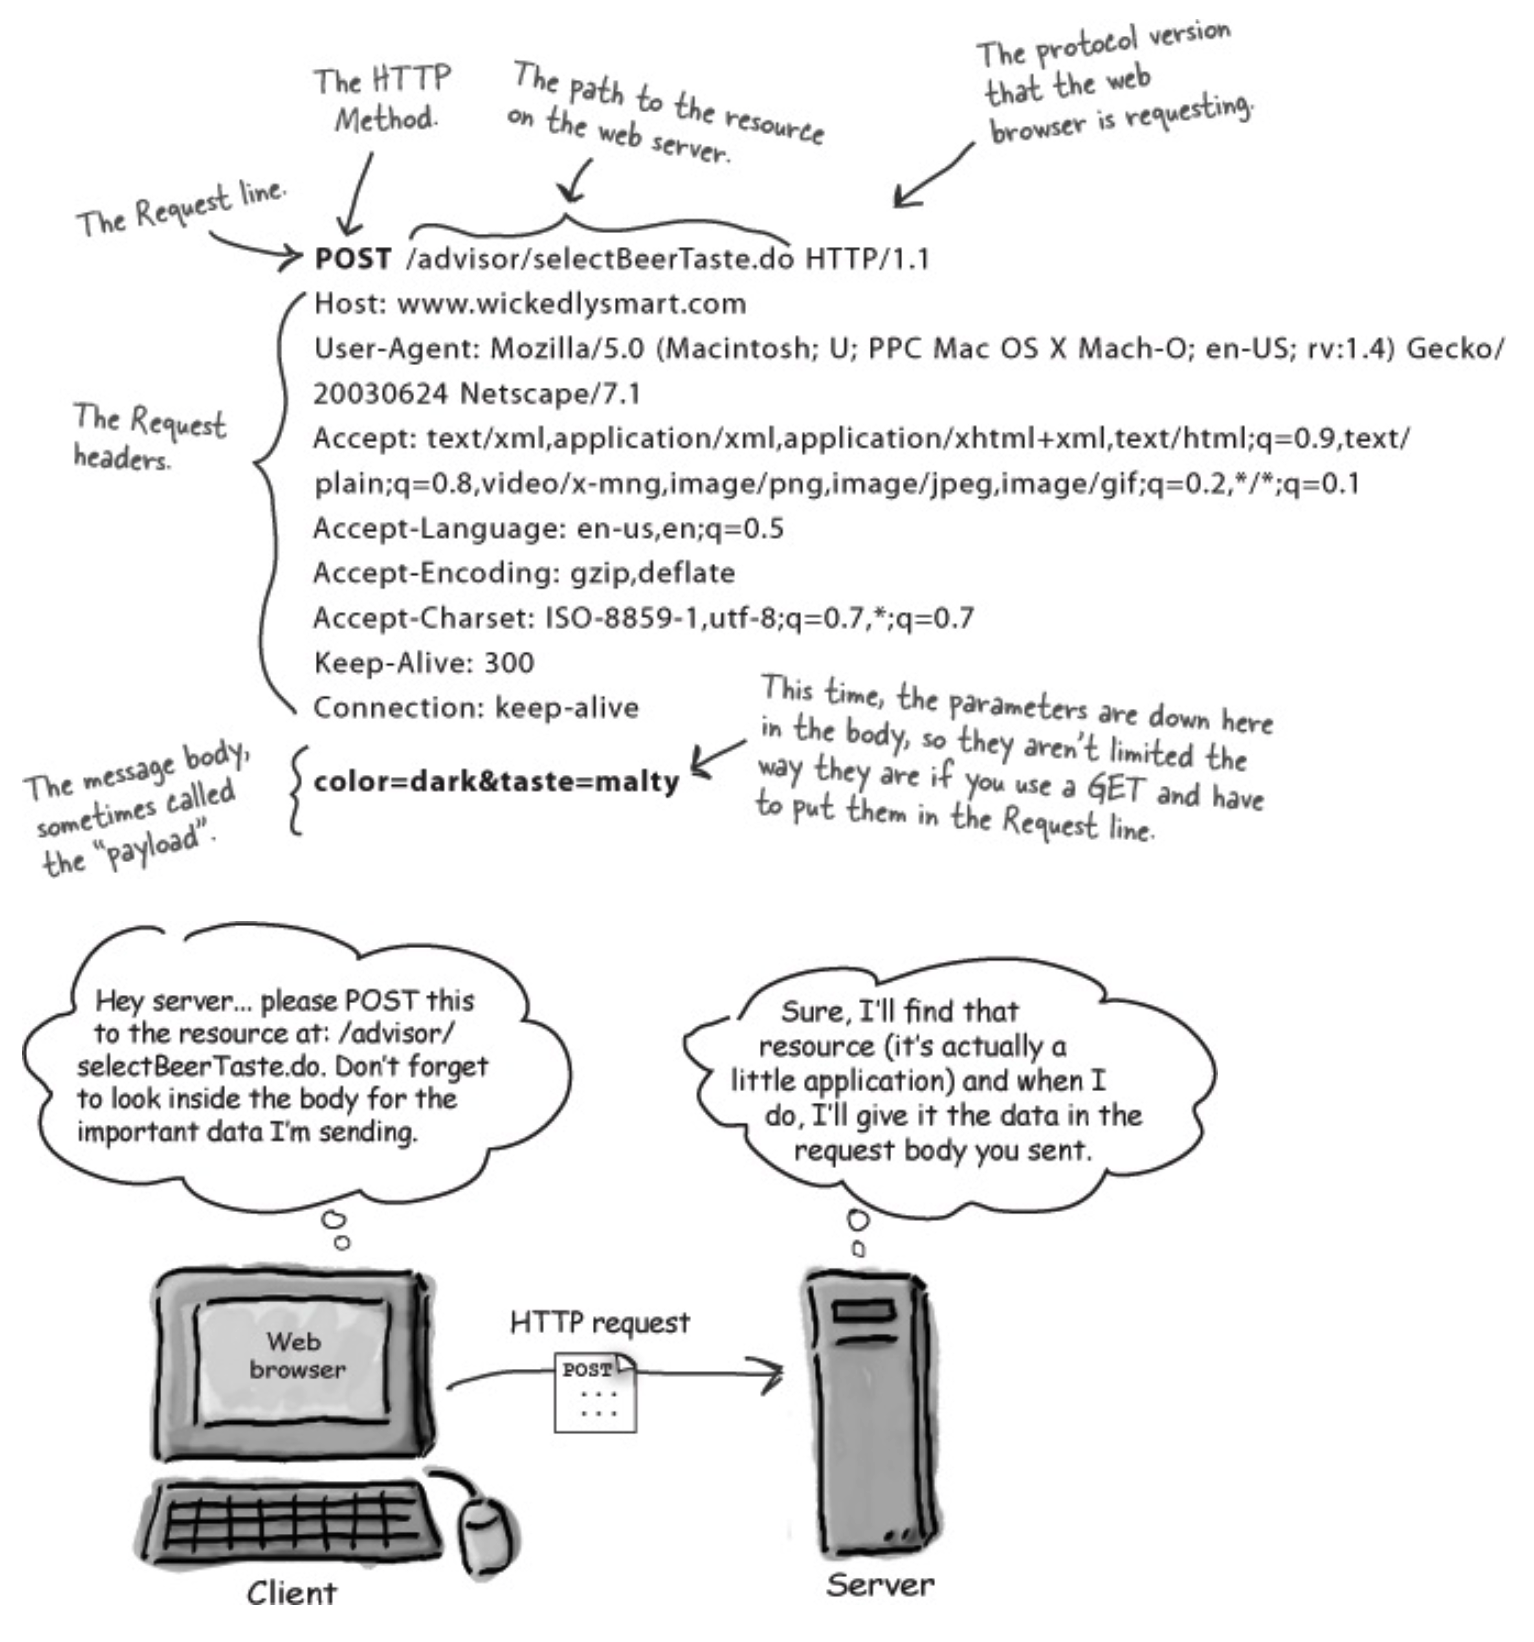 The HTTP
Method.
The path to the resource
on the web server.
The protocol version
that the web
browser is requesting.
The Request line.
POST /advisor/selectBeerTaste.do HTTP/1.1
Host: www.wickedlysmart.com
User-Agent: Mozilla/5.0 (Macintosh; U; PPC Mac OS X Mach-O; en-US; rv:1.4) Gecko/
20030624 Netscape/7.1
Accept: text/xml,application/xml,application/xhtml+xml,text/html;q=0.9,text/
plain;q=0.8,video/x-mng,image/png,image/jpeg,image/gif;q=0.2,*/*;q=0.1
Accept-Language: en-us,en;q=0.5
Accept-Encoding: gzip,deflate
Accept-Charset: ISO-8859-1,utf-8;q=0.7,*;q=0.7
Keep-Alive: 300
Connection: keep-alive
The Request
headers.
color=dark&taste=malty
The message body,
sometimes called
the "payload".
This time, the parameters are down here
in the body, so they aren't limited the
way they are if you use a GET and have
to put them in the Request line.
Hey server... please POST this
to the resource at: /advisor/
selectBeerTaste.do. Don't forget
to look inside the body for the
important data I'm sending.
Sure, I'll find that
resource (it's actually a
little application) and when I
do, I'll give it the data in the
request body you sent.
Web
browser
HTTP request
POST
. . .
. . .
Client
Server